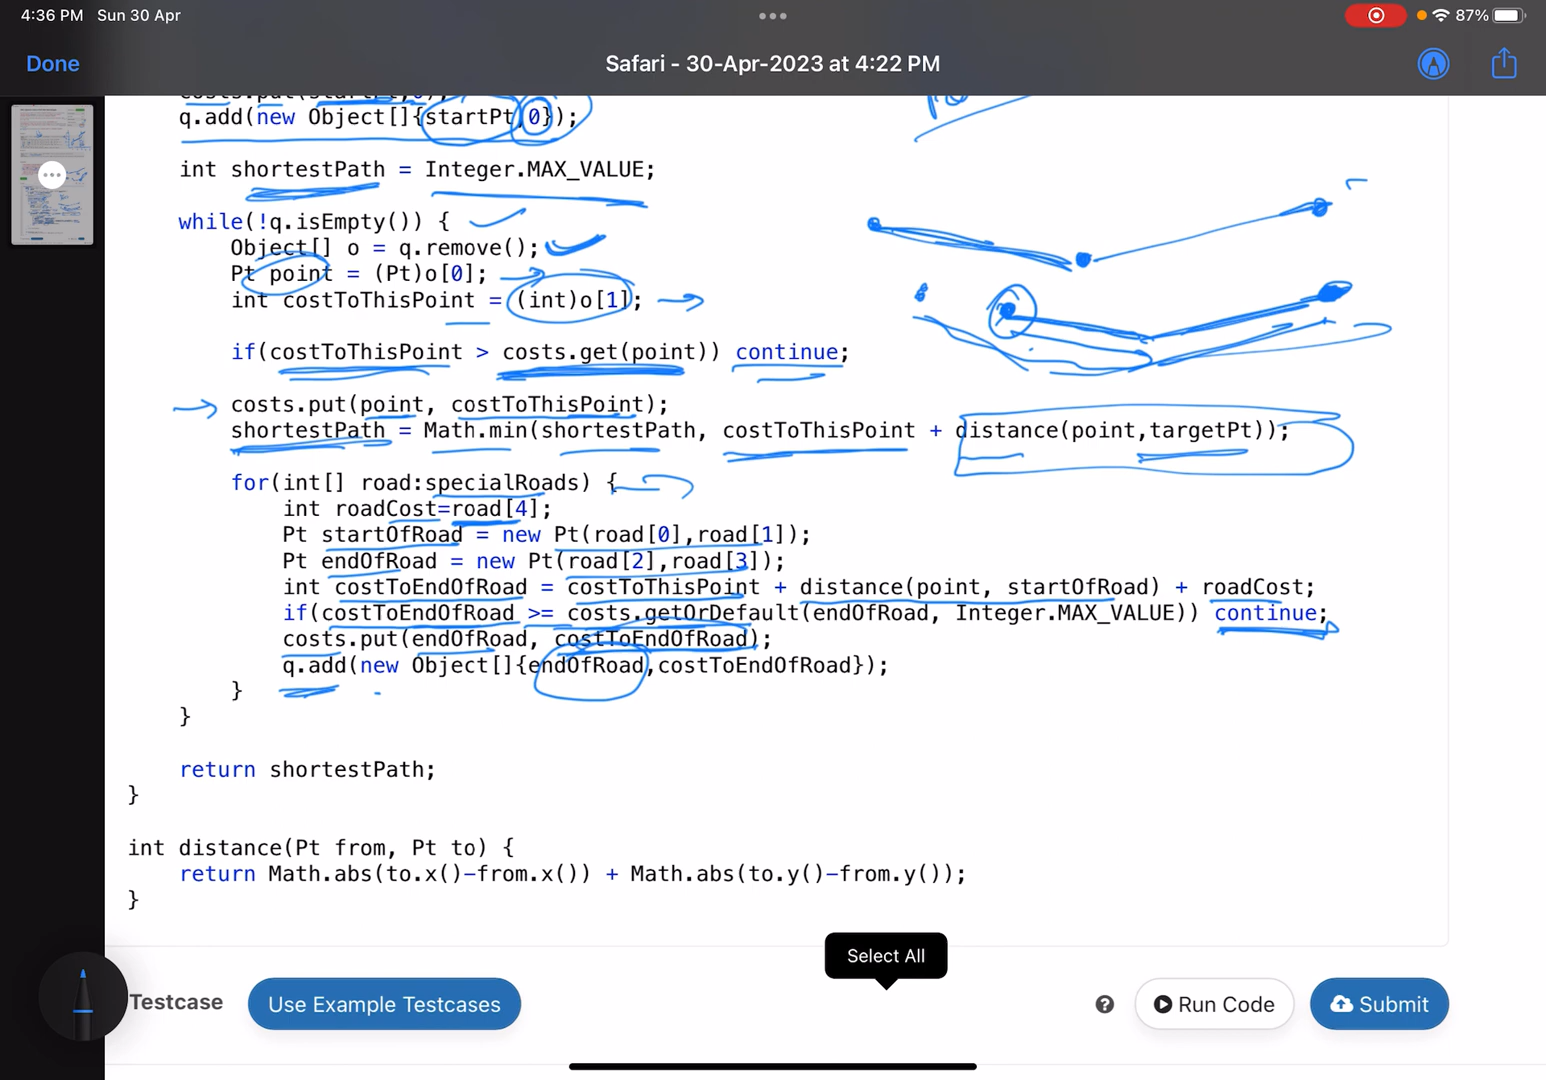 4:36 PM Sun 30 Apr
87%
Done
Safari - 30-Apr-2023 at 4:22 PM
q.add(new Object[]{startPt,0});
int shortestPath = Integer.MAX_VALUE;
while(!q.isEmpty()) {
Object[] o = q.remove();
Pt point = (Pt)o[0];
int costToThisPoint = (int)o[1];
if(costToThisPoint > costs.get(point)) continue;
costs.put(point, costToThisPoint);
shortestPath = Math.min(shortestPath, costToThisPoint + distance(point,targetPt));
for(int[] road:specialRoads) {
int roadCost=road[4];
Pt startOfRoad = new Pt(road[0],road[1]);
Pt endOfRoad = new Pt(road[2],road[3]);
int costToEndOfRoad = costToThisPoint + distance(point, startOfRoad) + roadCost;
if(costToEndOfRoad >= costs.getOrDefault(endOfRoad, Integer.MAX_VALUE)) continue;
costs.put(endOfRoad, costToEndOfRoad);
q.add(new Object[]{endOfRoad,costToEndOfRoad});
}
}
return shortestPath;
}
int distance(Pt from, Pt to) {
return Math.abs(to.x()-from.x()) + Math.abs(to.y()-from.y());
}
Select All
Testcase
Use Example Testcases
?
Run Code
Submit